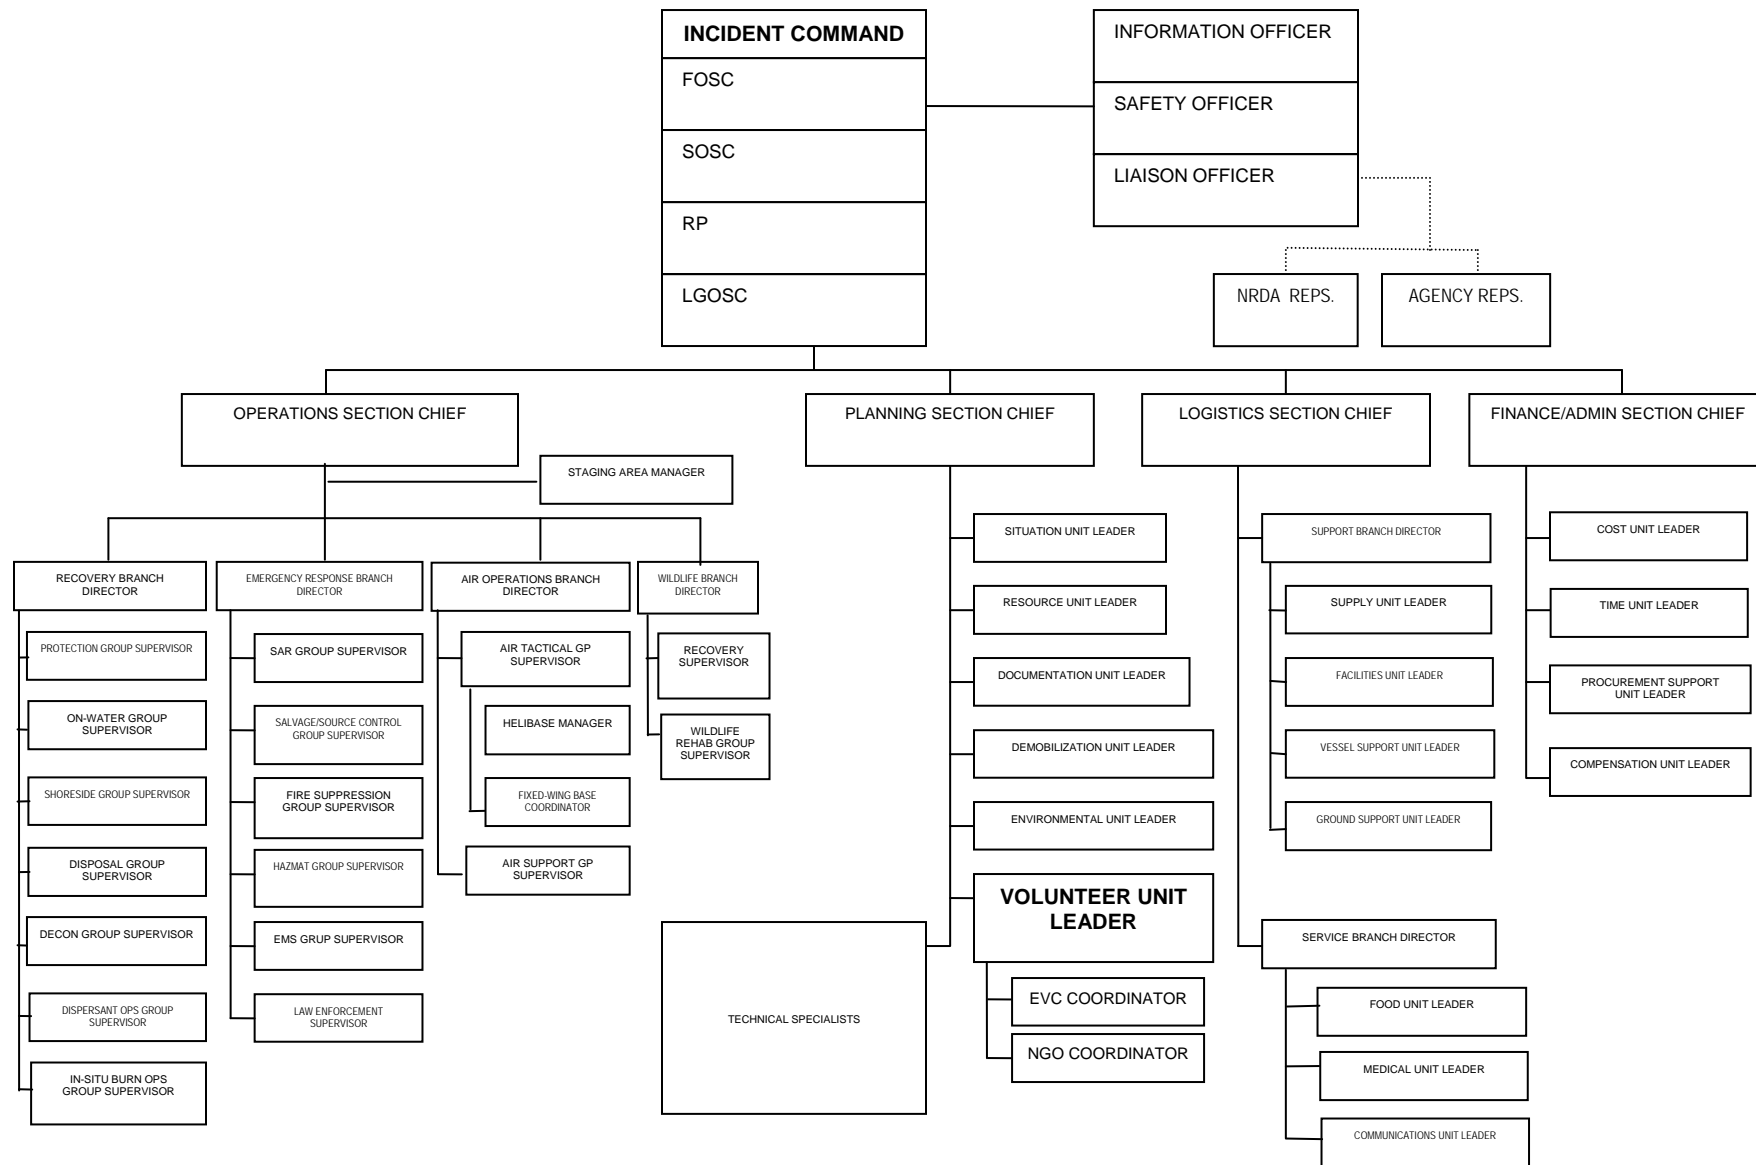 INCIDENT COMMAND
FOSC
SOSC
RP
LGOSC
INFORMATION OFFICER
SAFETY OFFICER
LIAISON OFFICER
NRDA REPS.
AGENCY REPS.
OPERATIONS SECTION CHIEF
PLANNING SECTION CHIEF
LOGISTICS SECTION CHIEF
FINANCE/ADMIN SECTION CHIEF
STAGING AREA MANAGER
RECOVERY BRANCH
DIRECTOR
PROTECTION GROUP SUPERVISOR
ON-WATER GROUP
SUPERVISOR
SHORESIDE GROUP SUPERVISOR
DISPOSAL GROUP
SUPERVISOR
DECON GROUP SUPERVISOR
DISPERSANT OPS GROUP
SUPERVISOR
IN-SITU BURN OPS
GROUP SUPERVISOR
EMERGENCY RESPONSE BRANCH
DIRECTOR
SAR GROUP SUPERVISOR
SALVAGE/SOURCE CONTROL
GROUP SUPERVISOR
FIRE SUPPRESSION
GROUP SUPERVISOR
HAZMAT GROUP SUPERVISOR
EMS GRUP SUPERVISOR
LAW ENFORCEMENT
SUPERVISOR
AIR OPERATIONS BRANCH
DIRECTOR
AIR TACTICAL GP
SUPERVISOR
HELIBASE MANAGER
FIXED-WING BASE
COORDINATOR
AIR SUPPORT GP
SUPERVISOR
WILDLIFE BRANCH
DIRECTOR
RECOVERY
SUPERVISOR
WILDLIFE
REHAB GROUP
SUPERVISOR
SITUATION UNIT LEADER
RESOURCE UNIT LEADER
DOCUMENTATION UNIT LEADER
DEMOBILIZATION UNIT LEADER
ENVIRONMENTAL UNIT LEADER
VOLUNTEER UNIT
LEADER
EVC COORDINATOR
NGO COORDINATOR
TECHNICAL SPECIALISTS
SUPPORT BRANCH DIRECTOR
SUPPLY UNIT LEADER
FACILITIES UNIT LEADER
VESSEL SUPPORT UNIT LEADER
GROUND SUPPORT UNIT LEADER
SERVICE BRANCH DIRECTOR
FOOD UNIT LEADER
MEDICAL UNIT LEADER
COMMUNICATIONS UNIT LEADER
COST UNIT LEADER
TIME UNIT LEADER
PROCUREMENT SUPPORT
UNIT LEADER
COMPENSATION UNIT LEADER